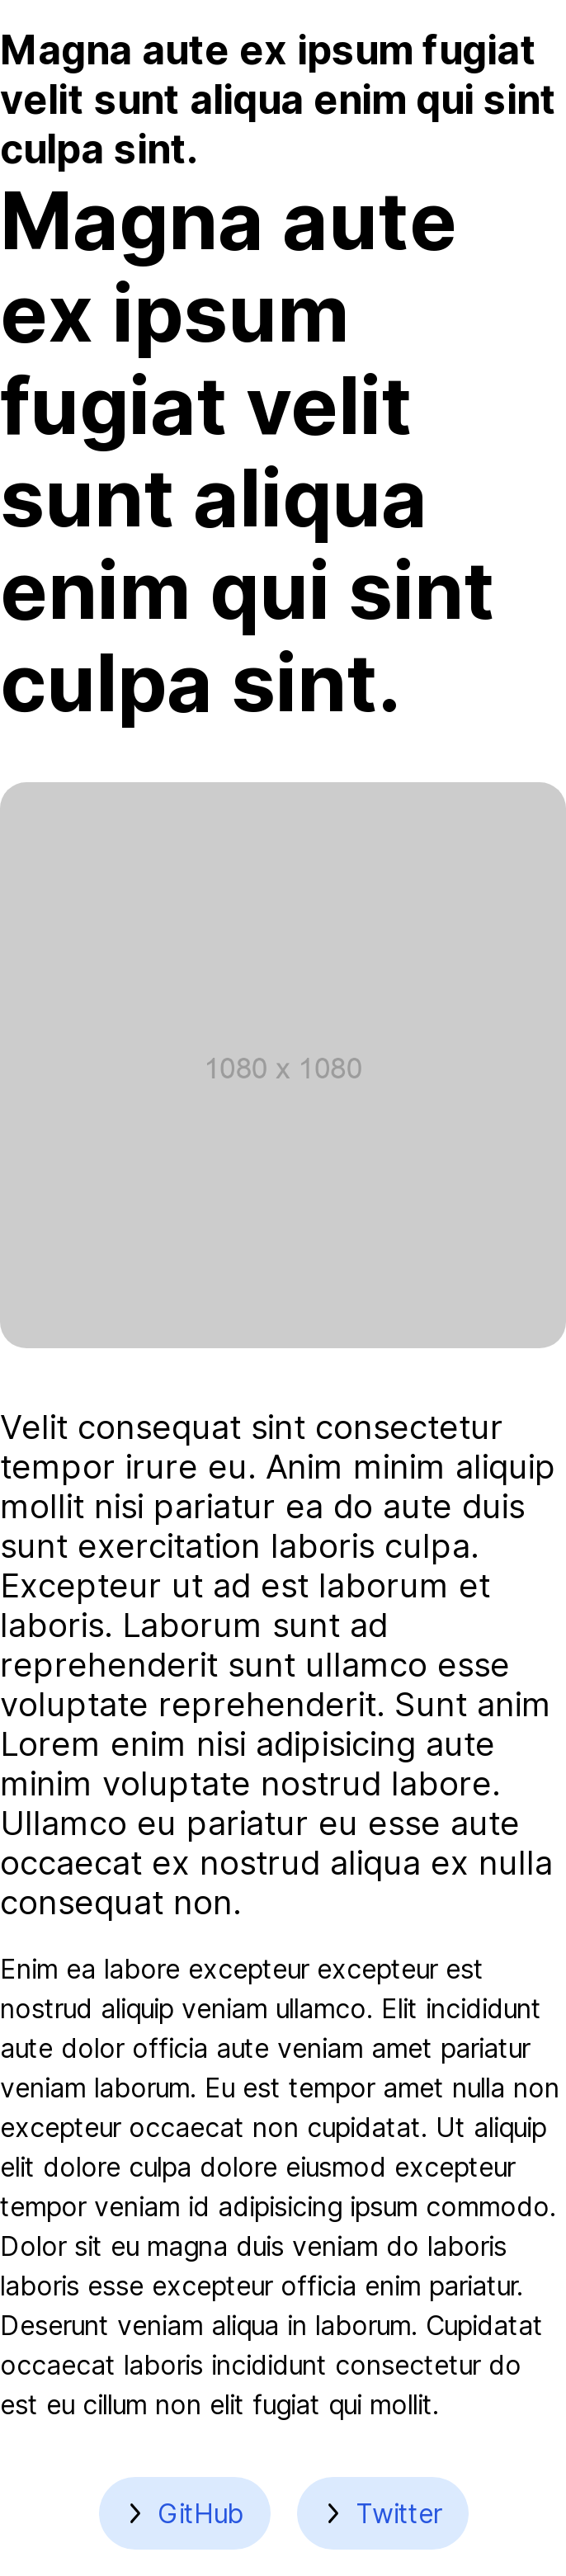 Magna aute ex ipsum fugiat
velit sunt aliqua enim qui sint
culpa sint.
Magna aute
ex ipsum
fugiat velit
sunt aliqua
enim qui sint
culpa sint.
1080 x 1080
Velit consequat sint consectetur
tempor irure eu. Anim minim aliquip
mollit nisi pariatur ea do aute duis
sunt exercitation laboris culpa.
Excepteur ut ad est laborum et
laboris. Laborum sunt ad
reprehenderit sunt ullamco esse
voluptate reprehenderit. Sunt anim
Lorem enim nisi adipisicing aute
minim voluptate nostrud labore.
Ullamco eu pariatur eu esse aute
occaecat ex nostrud aliqua ex nulla
consequat non.
Enim ea labore excepteur excepteur est
nostrud aliquip veniam ullamco. Elit incididunt
aute dolor officia aute veniam amet pariatur
veniam laborum. Eu est tempor amet nulla non
excepteur occaecat non cupidatat. Ut aliquip
elit dolore culpa dolore eiusmod excepteur
tempor veniam id adipisicing ipsum commodo.
Dolor sit eu magna duis veniam do laboris
laboris esse excepteur officia enim pariatur.
Deserunt veniam aliqua in laborum. Cupidatat
occaecat laboris incididunt consectetur do
est eu cillum non elit fugiat qui mollit.
GitHub
Twitter